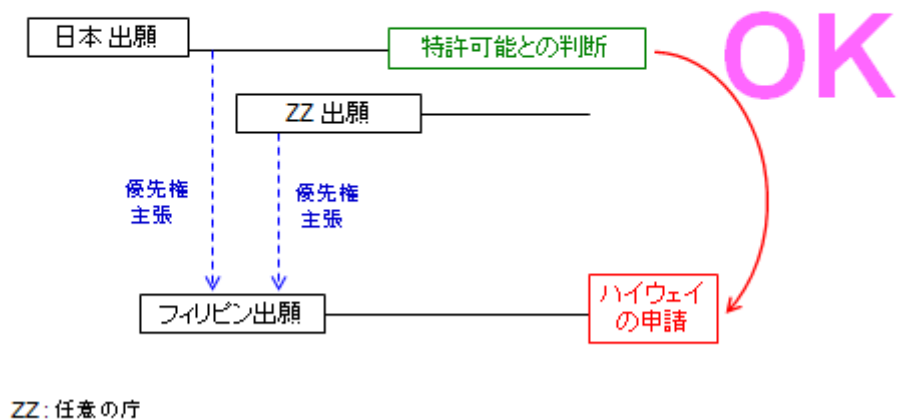 日本出願
特許可能との判断
OK
ZZ 出願
優先権
主張
優先権
主張
フィリピン出願
ハイウェイ
の申請
ZZ：任意の庁